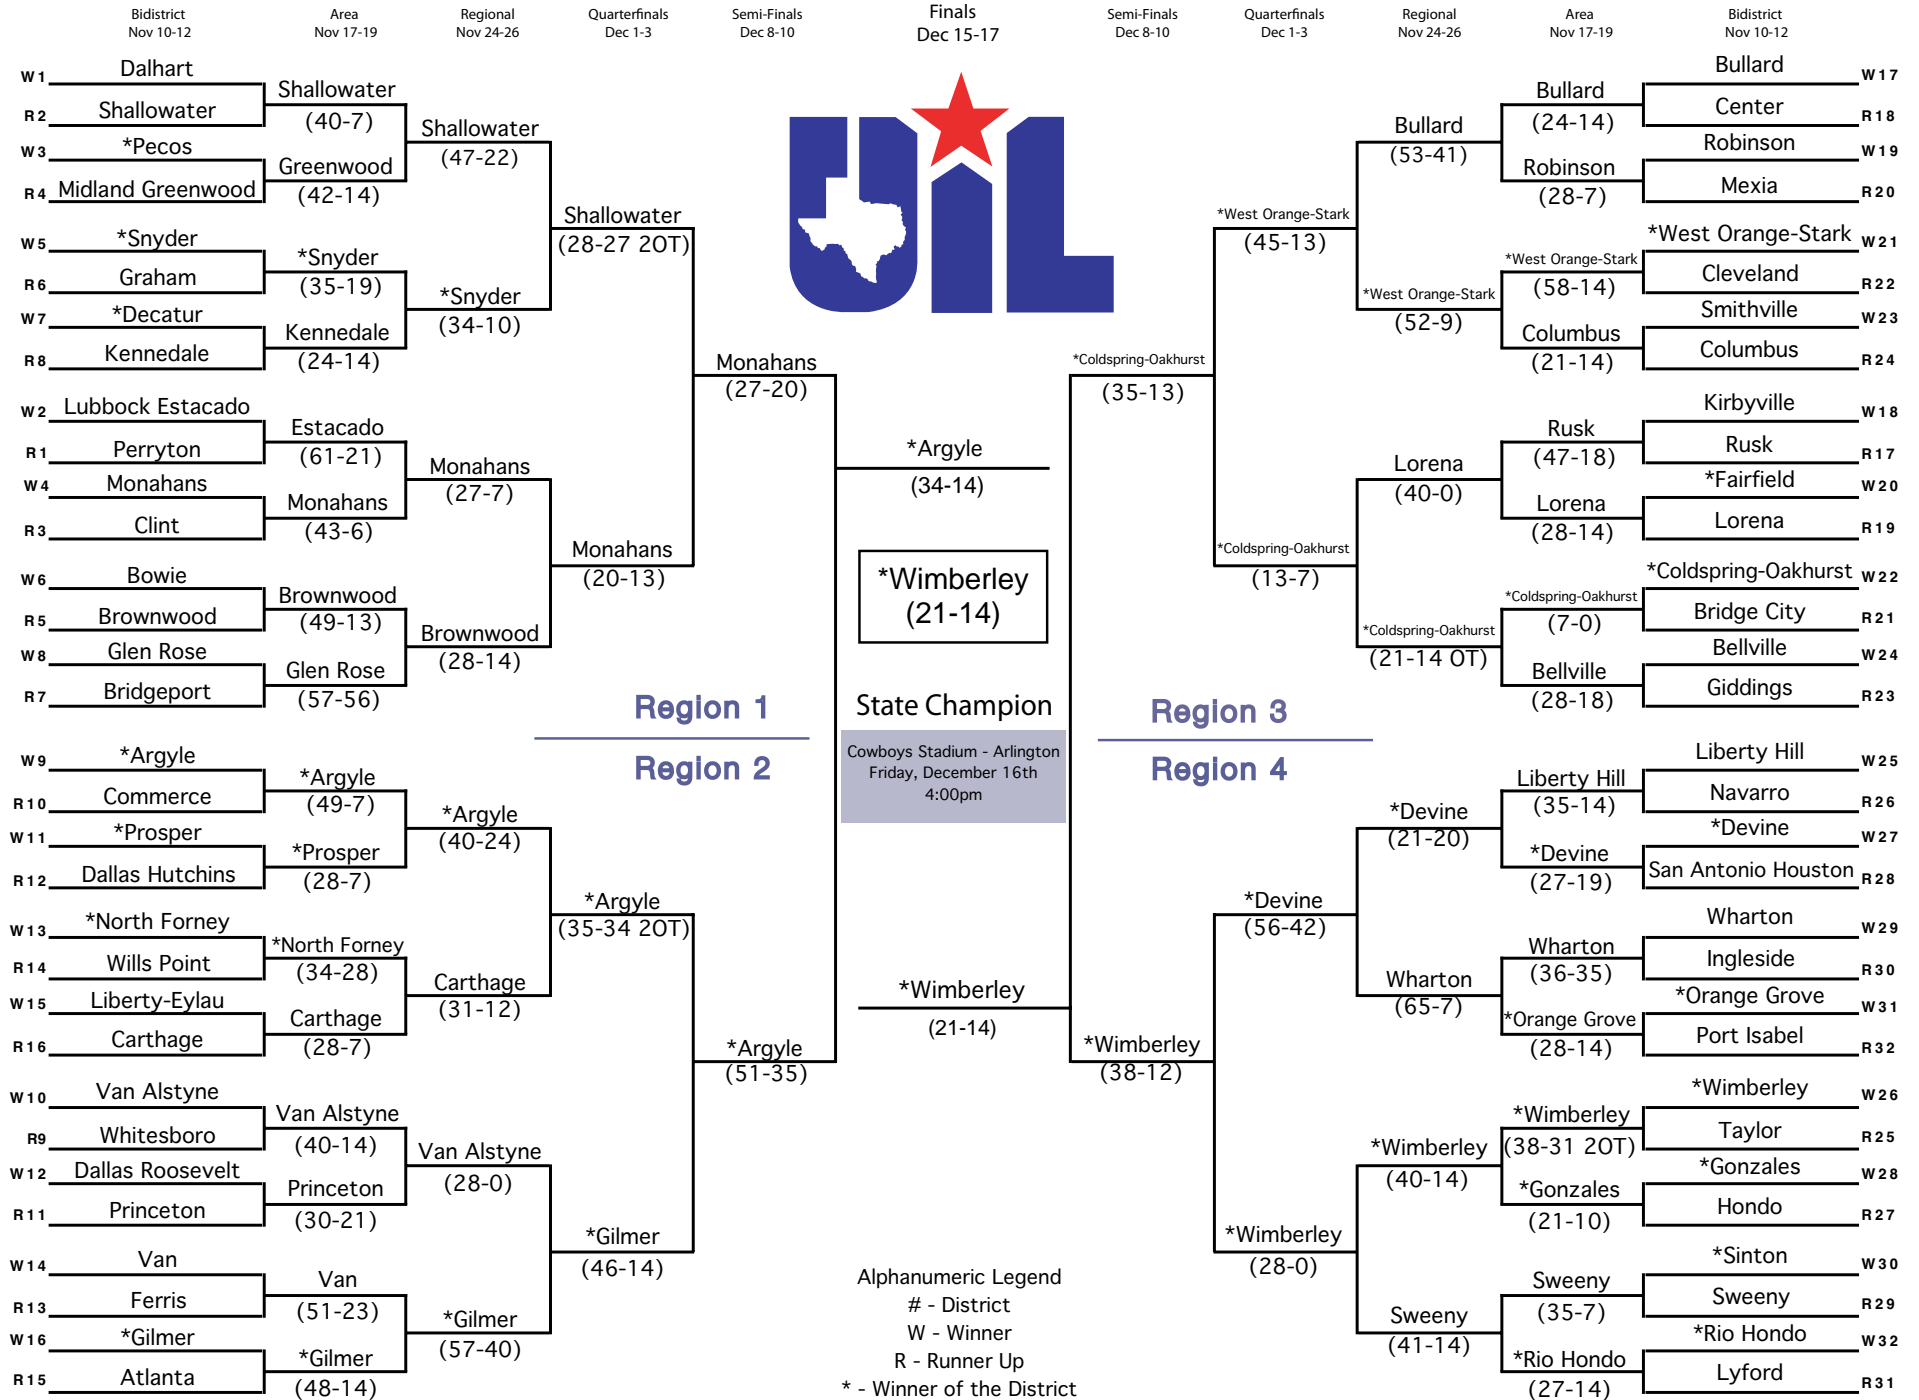 Bidistrict
Nov 10-12
Area
Nov 17-19
Regional
Nov 24-26
Quarterfinals
Dec 1-3
Semi-Finals
Dec 8-10
Finals
Dec 15-17
Semi-Finals
Dec 8-10
Quarterfinals
Dec 1-3
Regional
Nov 24-26
Area
Nov 17-19
Bidistrict
Nov 10-12
W1 Dalhart
R2 Shallowater
W3 *Pecos
R4 Midland Greenwood
W5 *Snyder
R6 Graham
W7 *Decatur
R8 Kennedale
W2 Lubbock Estacado
R1 Perryton
W4 Monahans
R3 Clint
W6 Bowie
R5 Brownwood
W8 Glen Rose
R7 Bridgeport
W9 *Argyle
R10 Commerce
W11 *Prosper
R12 Dallas Hutchins
W13 *North Forney
R14 Wills Point
W15 Liberty-Eylau
R16 Carthage
W10 Van Alstyne
R9 Whitesboro
W12 Dallas Roosevelt
R11 Princeton
W14 Van
R13 Ferris
W16 *Gilmer
R15 Atlanta
Shallowater
(40-7)
Greenwood
(42-14)
*Snyder
(35-19)
Kennedale
(24-14)
Estacado
(61-21)
Monahans
(43-6)
Brownwood
(49-13)
Glen Rose
(57-56)
*Argyle
(49-7)
*Prosper
(28-7)
*North Forney
(34-28)
Carthage
(28-7)
Van Alstyne
(40-14)
Princeton
(30-21)
Van
(51-23)
*Gilmer
(48-14)
Shallowater
(47-22)
*Snyder
(34-10)
Monahans
(27-7)
Brownwood
(28-14)
*Argyle
(40-24)
Carthage
(31-12)
Van Alstyne
(28-0)
*Gilmer
(57-40)
Shallowater
(28-27 2OT)
Monahans
(20-13)
*Argyle
(35-34 2OT)
*Gilmer
(46-14)
Monahans
(27-20)
*Argyle
(51-35)
Region 1
Region 2
UIL
*Argyle
(34-14)
*Wimberley
(21-14)
State Champion
Cowboys Stadium - Arlington
Friday, December 16th
4:00pm
*Wimberley
(21-14)
Alphanumeric Legend
# - District
W - Winner
R - Runner Up
* - Winner of the District
Region 3
Region 4
*Coldspring-Oakhurst
(35-13)
*Wimberley
(38-12)
*West Orange-Stark
(45-13)
*Coldspring-Oakhurst
(13-7)
*Devine
(56-42)
*Wimberley
(28-0)
Bullard
(53-41)
*West Orange-Stark
(52-9)
Lorena
(40-0)
*Coldspring-Oakhurst
(21-14 OT)
*Devine
(21-20)
Wharton
(65-7)
*Wimberley
(40-14)
Sweeny
(41-14)
Bullard
(24-14)
Robinson
(28-7)
*West Orange-Stark
(58-14)
Columbus
(21-14)
Rusk
(47-18)
Lorena
(28-14)
*Coldspring-Oakhurst
(7-0)
Bellville
(28-18)
Liberty Hill
(35-14)
*Devine
(27-19)
Wharton
(36-35)
*Orange Grove
(28-14)
*Wimberley
(38-31 2OT)
*Gonzales
(21-10)
Sweeny
(35-7)
*Rio Hondo
(27-14)
Bullard W17
Center R18
Robinson W19
Mexia R20
*West Orange-Stark W21
Cleveland R22
Smithville W23
Columbus R24
Kirbyville W18
Rusk R17
*Fairfield W20
Lorena R19
*Coldspring-Oakhurst W22
Bridge City R21
Bellville W24
Giddings R23
Liberty Hill W25
Navarro R26
*Devine W27
San Antonio Houston R28
Wharton W29
Ingleside R30
*Orange Grove W31
Port Isabel R32
*Wimberley W26
Taylor R25
*Gonzales W28
Hondo R27
*Sinton W30
Sweeny R29
*Rio Hondo W32
Lyford R31